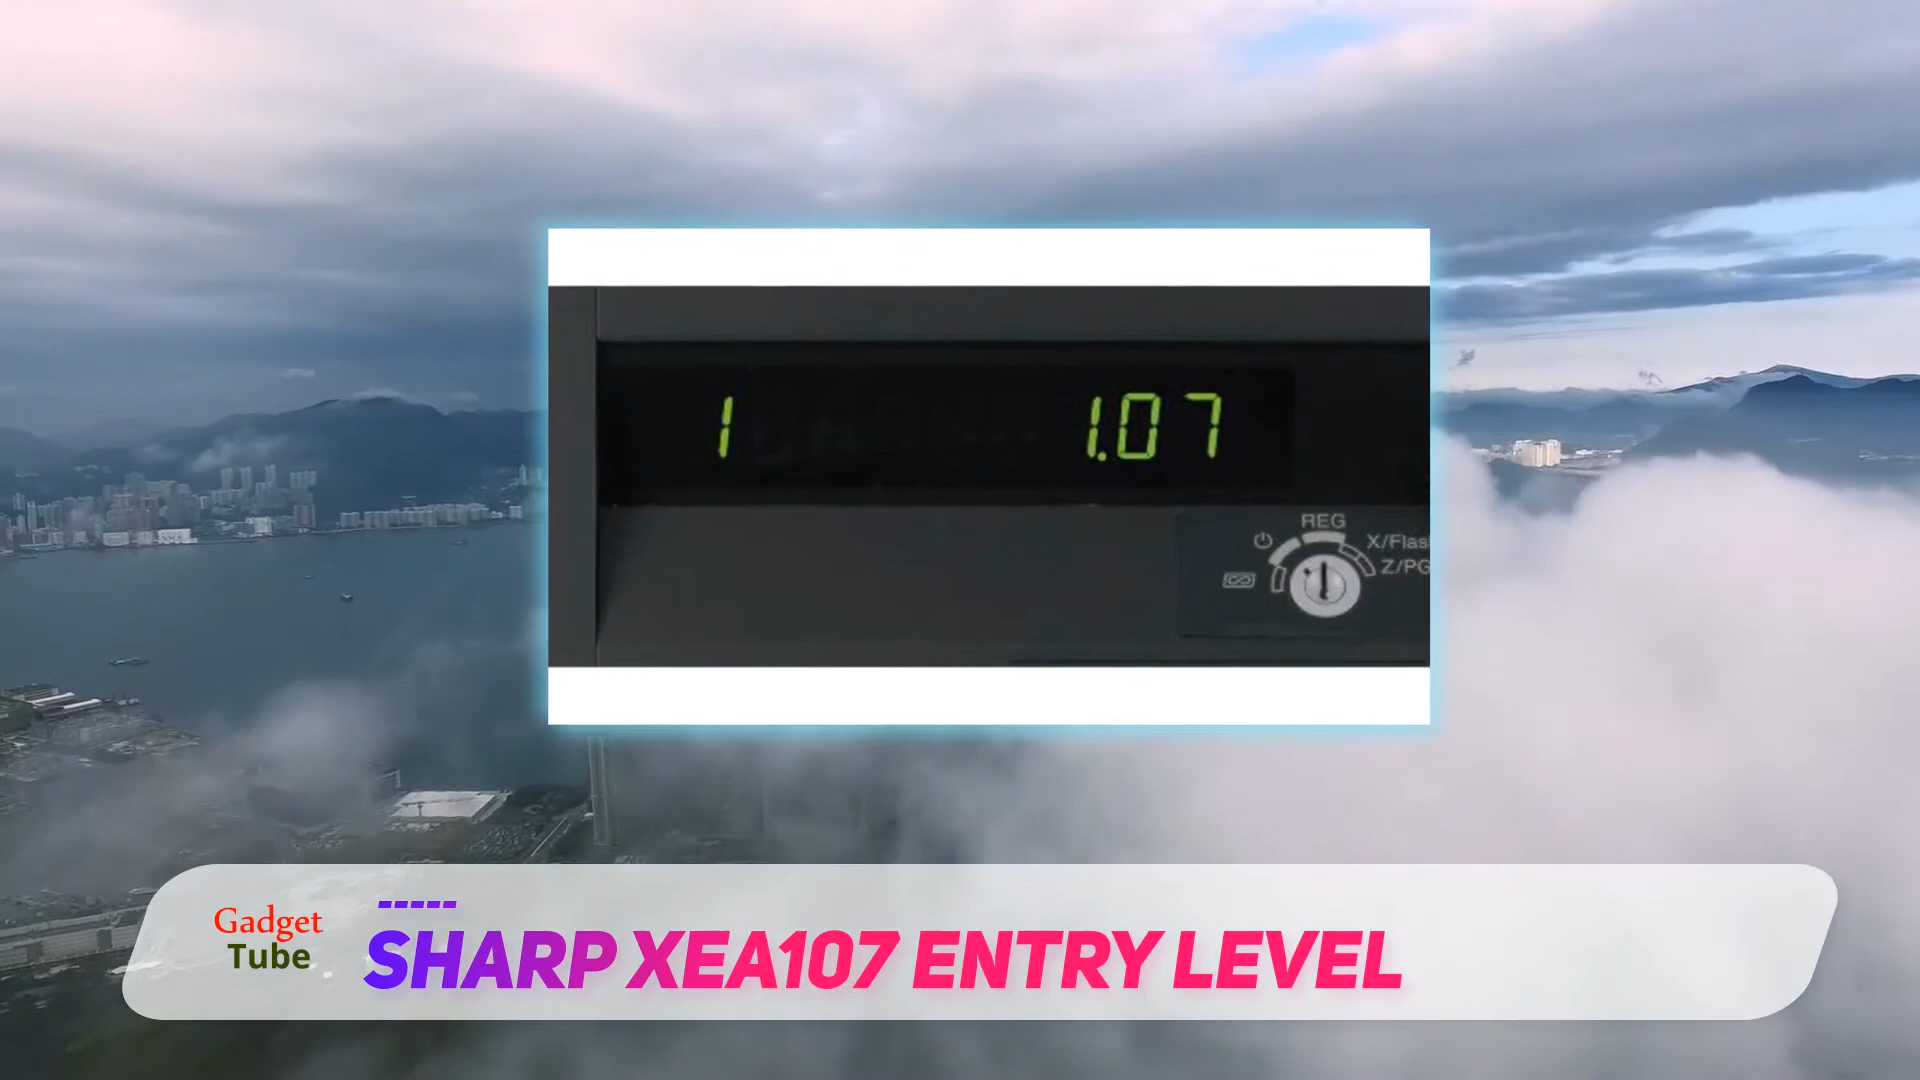 1 1.07
REG
X/Flas
Z/PG
Gadget
Tube
SHARP XEA107 ENTRY LEVEL